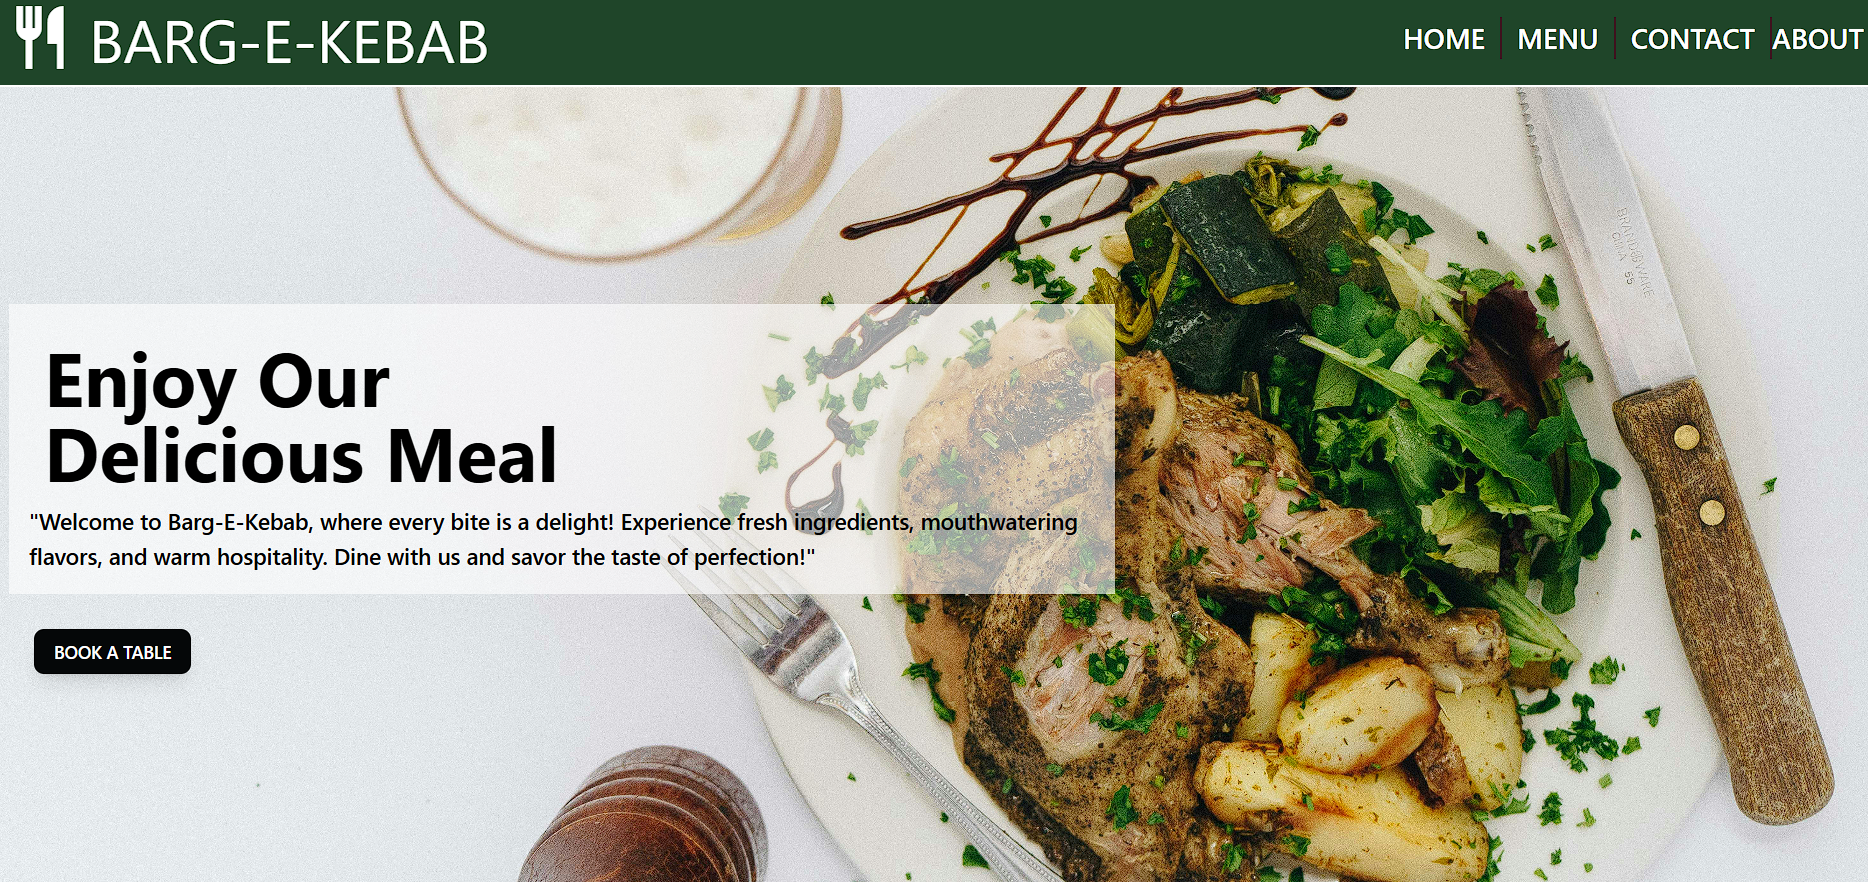 BARG-E-KEBAB
HOME MENU CONTACT ABOUT
Enjoy Our
Delicious Meal
"Welcome to Barg-E-Kebab, where every bite is a delight! Experience fresh ingredients, mouthwatering
flavors, and warm hospitality. Dine with us and savor the taste of perfection!"
BOOK A TABLE